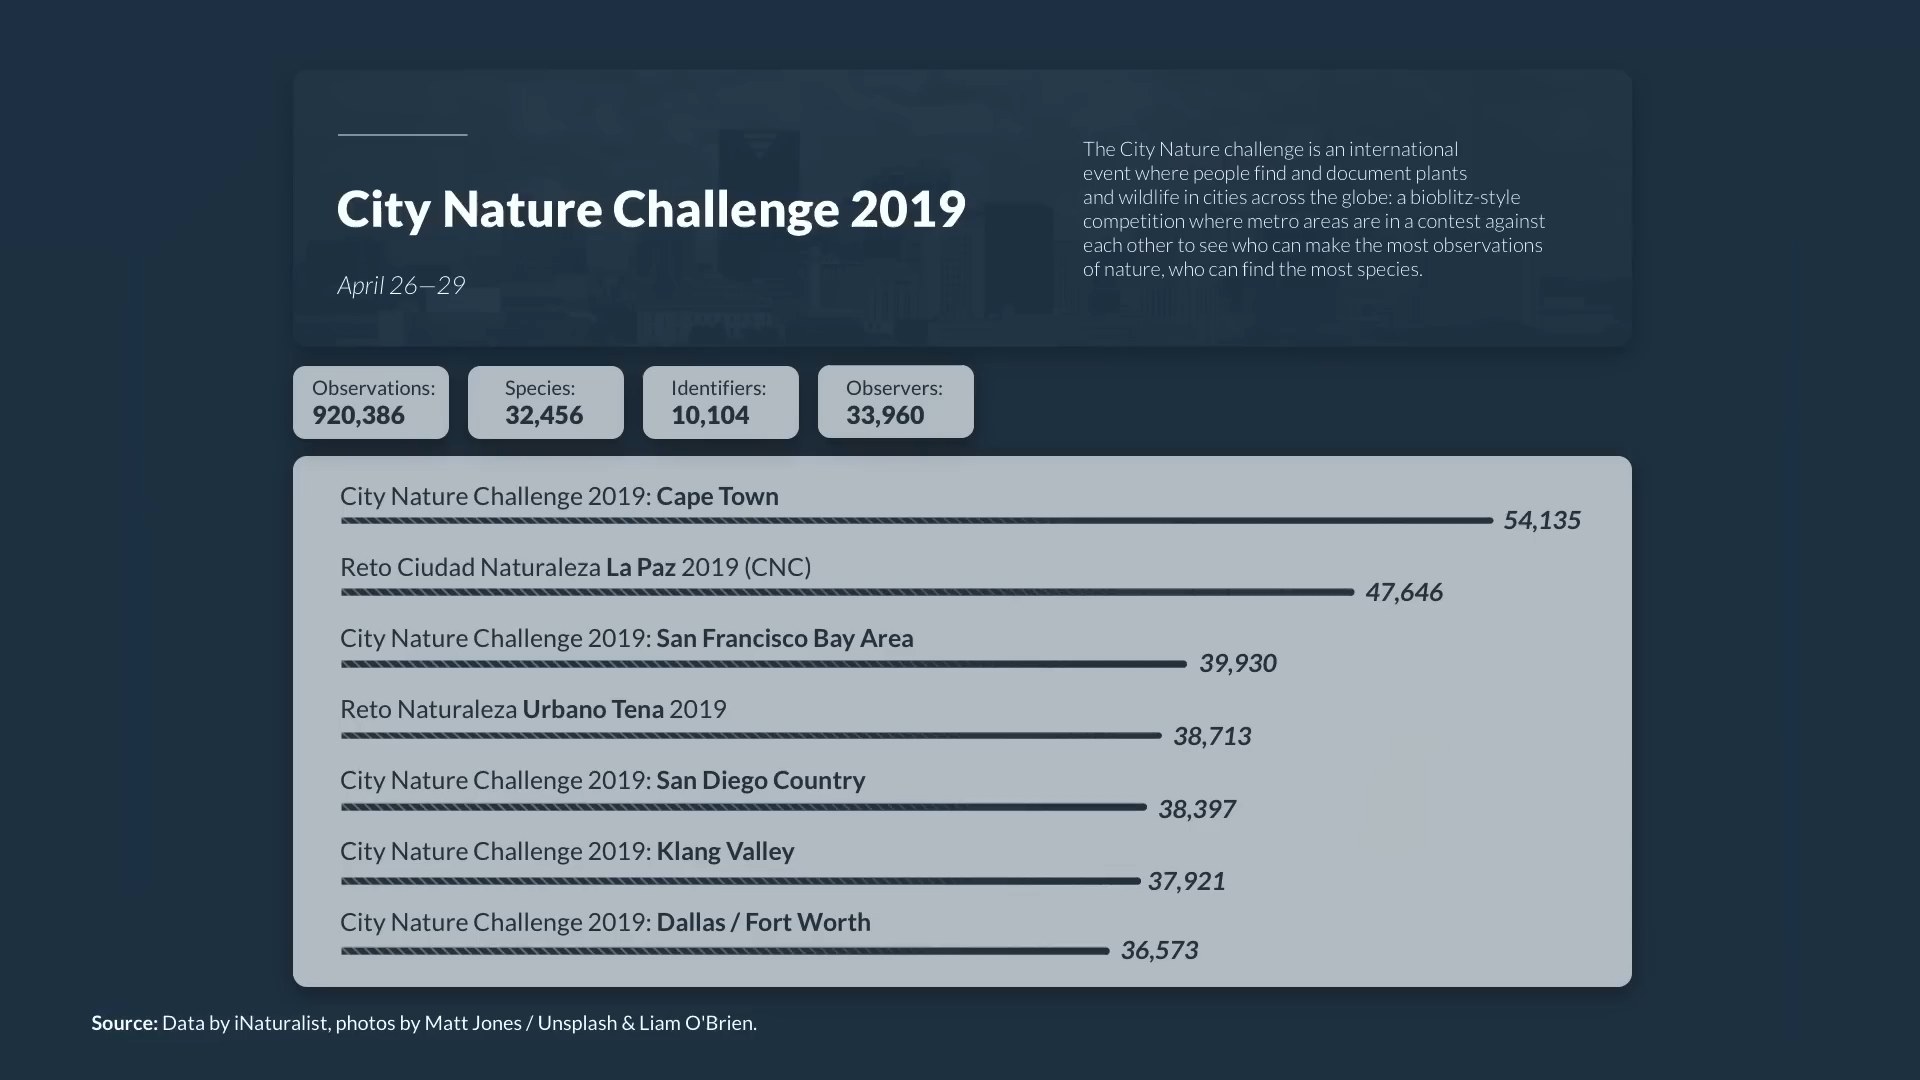 City Nature Challenge 2019
April 26—29
The City Nature challenge is an international
event where people find and document plants
and wildlife in cities across the globe: a bioblitz-style
competition where metro areas are in a contest against
each other to see who can make the most observations
of nature, who can find the most species.
Observations:
920,386
Species:
32,456
Identifiers:
10,104
Observers:
33,960
City Nature Challenge 2019: Cape Town
54,135
Reto Ciudad Naturaleza La Paz 2019 (CNC)
47,646
City Nature Challenge 2019: San Francisco Bay Area
39,930
Reto Naturaleza Urbano Tena 2019
38,713
City Nature Challenge 2019: San Diego Country
38,397
City Nature Challenge 2019: Klang Valley
37,921
City Nature Challenge 2019: Dallas / Fort Worth
36,573
Source: Data by iNaturalist, photos by Matt Jones / Unsplash & Liam O'Brien.